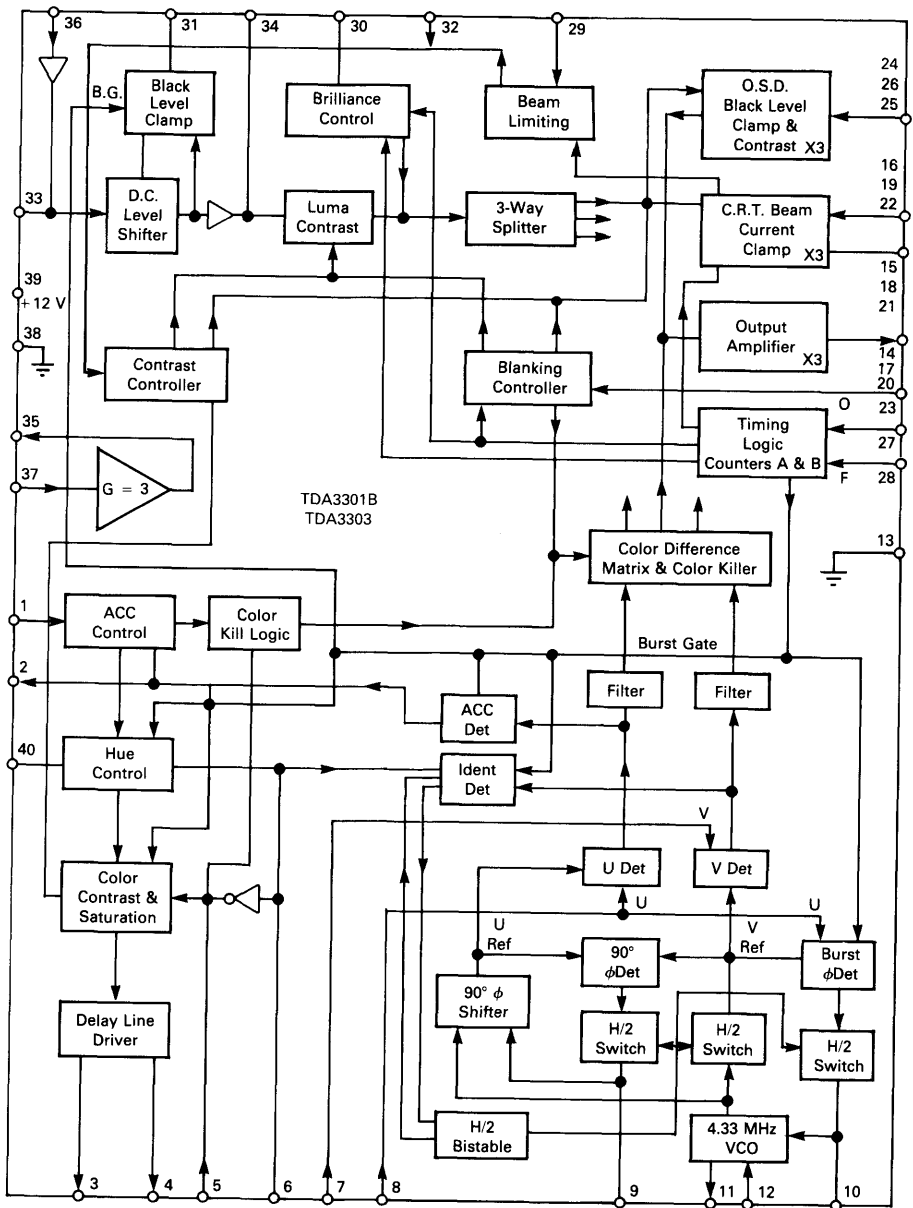 36
31
34
30
32
29
24
26
25
B.G.
Black
Level
Clamp
Brilliance
Control
Beam
Limiting
O.S.D.
Black Level
Clamp &
Contrast
X3
16
19
22
33
D.C.
Level
Shifter
Luma
Contrast
3-Way
Splitter
C.R.T. Beam
Current
Clamp
X3
15
18
21
39
+12 V
38
Contrast
Controller
Blanking
Controller
Output
Amplifier
X3
14
17
20
35
37
G = 3
TDA3301B
TDA3303
Timing
Logic
Counters A & B
O
23
27
F
28
Color Difference
Matrix & Color Killer
13
1
ACC
Control
Color
Kill Logic
Burst Gate
2
ACC
Det
Filter
Filter
40
Hue
Control
Ident
Det
V
U Det
V Det
Color
Contrast &
Saturation
U
Ref
U
V
Ref
U
90°
ϕDet
Burst
ϕDet
90° ϕ
Shifter
Delay Line
Driver
H/2
Switch
H/2
Switch
H/2
Switch
H/2
Bistable
4.33 MHz
VCO
3
4
5
6
7
8
9
11
12
10